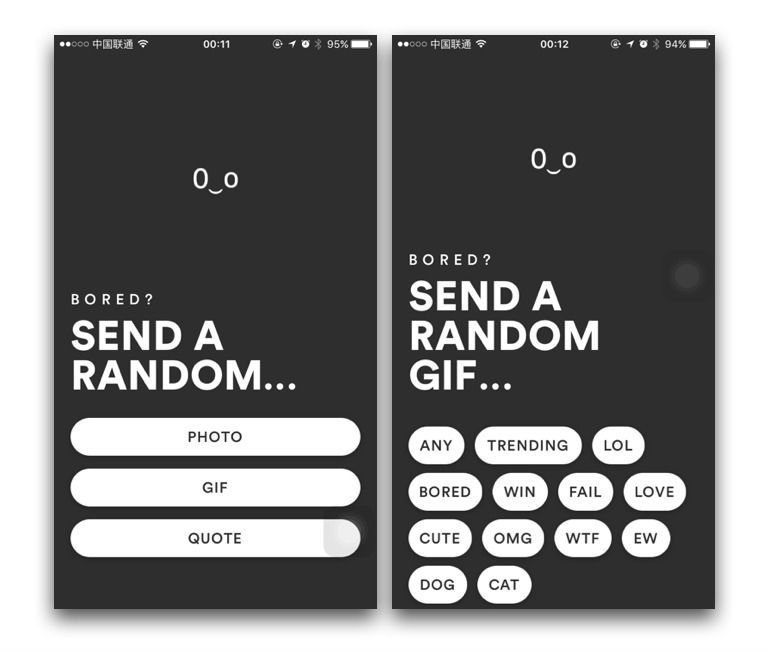 中国联通 00:11 95%
0‿o
BORED?
SEND A
RANDOM...
PHOTO
GIF
QUOTE
中国联通 00:12 94%
0‿o
BORED?
SEND A
RANDOM
GIF...
ANY TRENDING LOL
BORED WIN FAIL LOVE
CUTE OMG WTF EW
DOG CAT